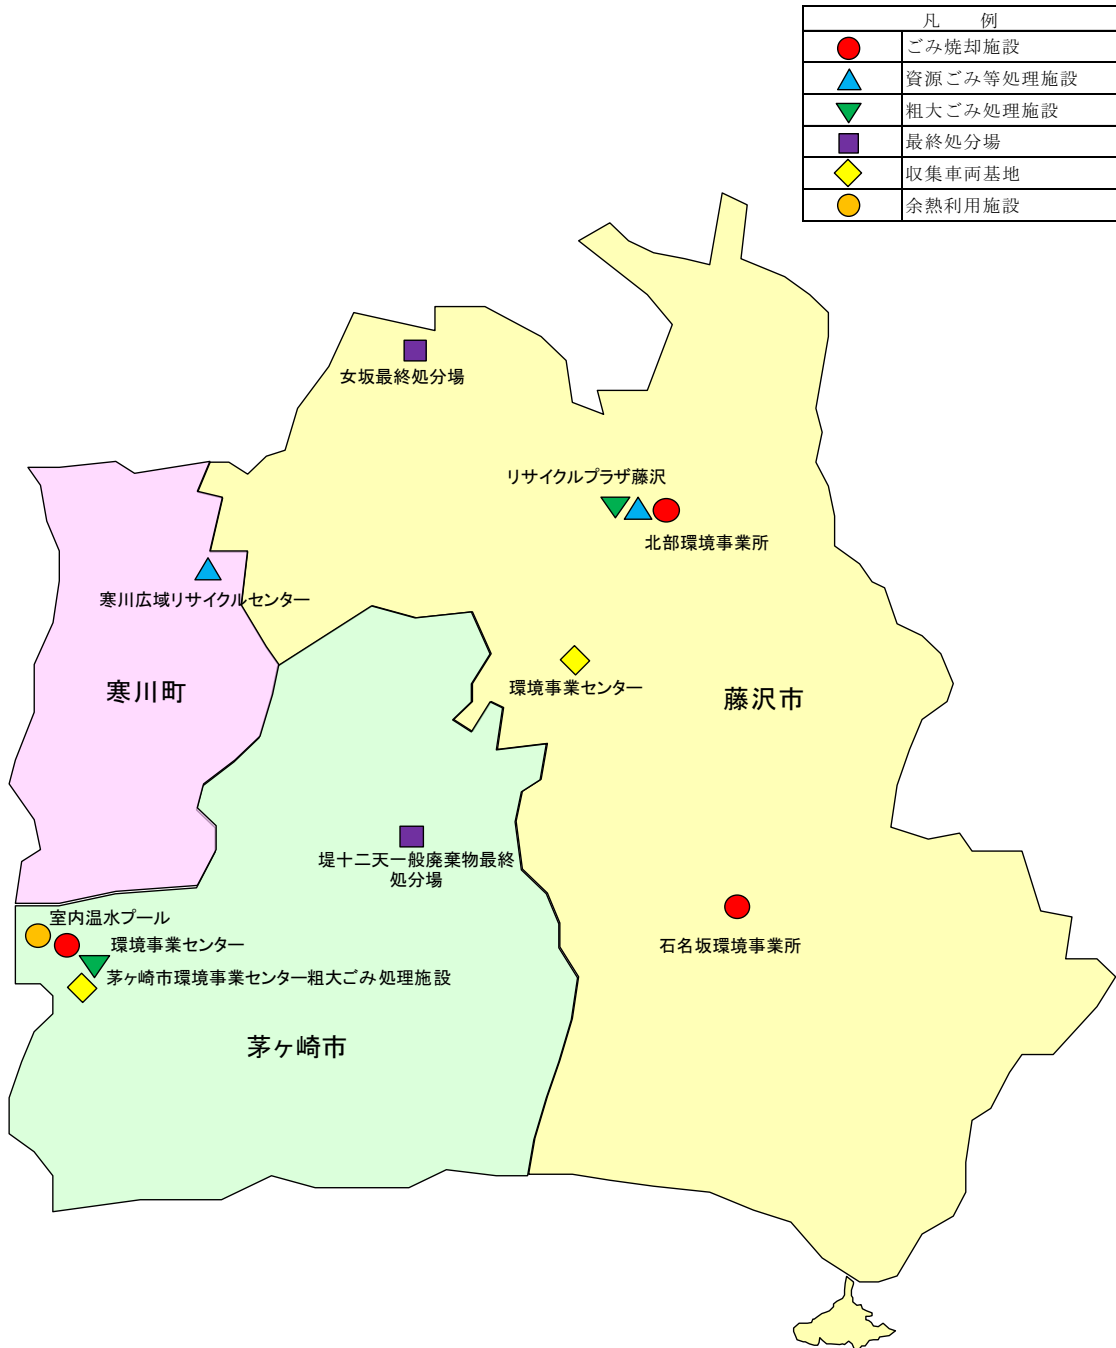 凡　例
ごみ焼却施設
資源ごみ等処理施設
粗大ごみ処理施設
最終処分場
収集車両基地
余熱利用施設
女坂最終処分場
リサイクルプラザ藤沢
北部環境事業所
寒川広域リサイクルセンター
環境事業センター
寒川町
藤沢市
堤十二天一般廃棄物最終
処分場
室内温水プール
環境事業センター
石名坂環境事業所
茅ヶ崎市環境事業センター粗大ごみ処理施設
茅ヶ崎市